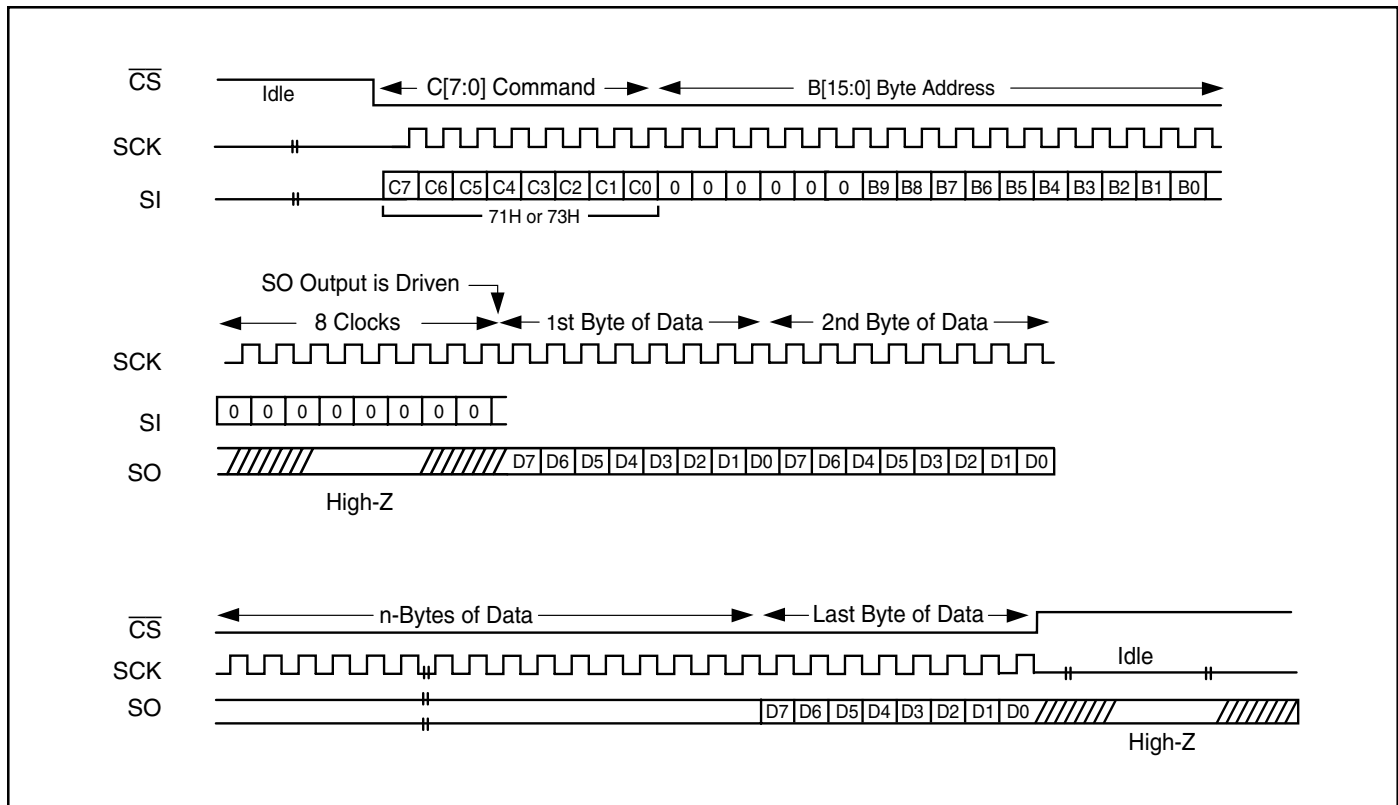 CS
Idle
C[7:0] Command
B[15:0] Byte Address
SCK
SI
C7 C6 C5 C4 C3 C2 C1 C0 0 0 0 0 0 0 B9 B8 B7 B6 B5 B4 B3 B2 B1 B0
71H or 73H
SO Output is Driven
8 Clocks
1st Byte of Data
2nd Byte of Data
SCK
SI
0 0 0 0 0 0 0 0
SO
D7 D6 D5 D4 D3 D2 D1 D0 D7 D6 D4 D5 D3 D2 D1 D0
High-Z
CS
n-Bytes of Data
Last Byte of Data
SCK
Idle
SO
D7 D6 D5 D4 D3 D2 D1 D0
High-Z